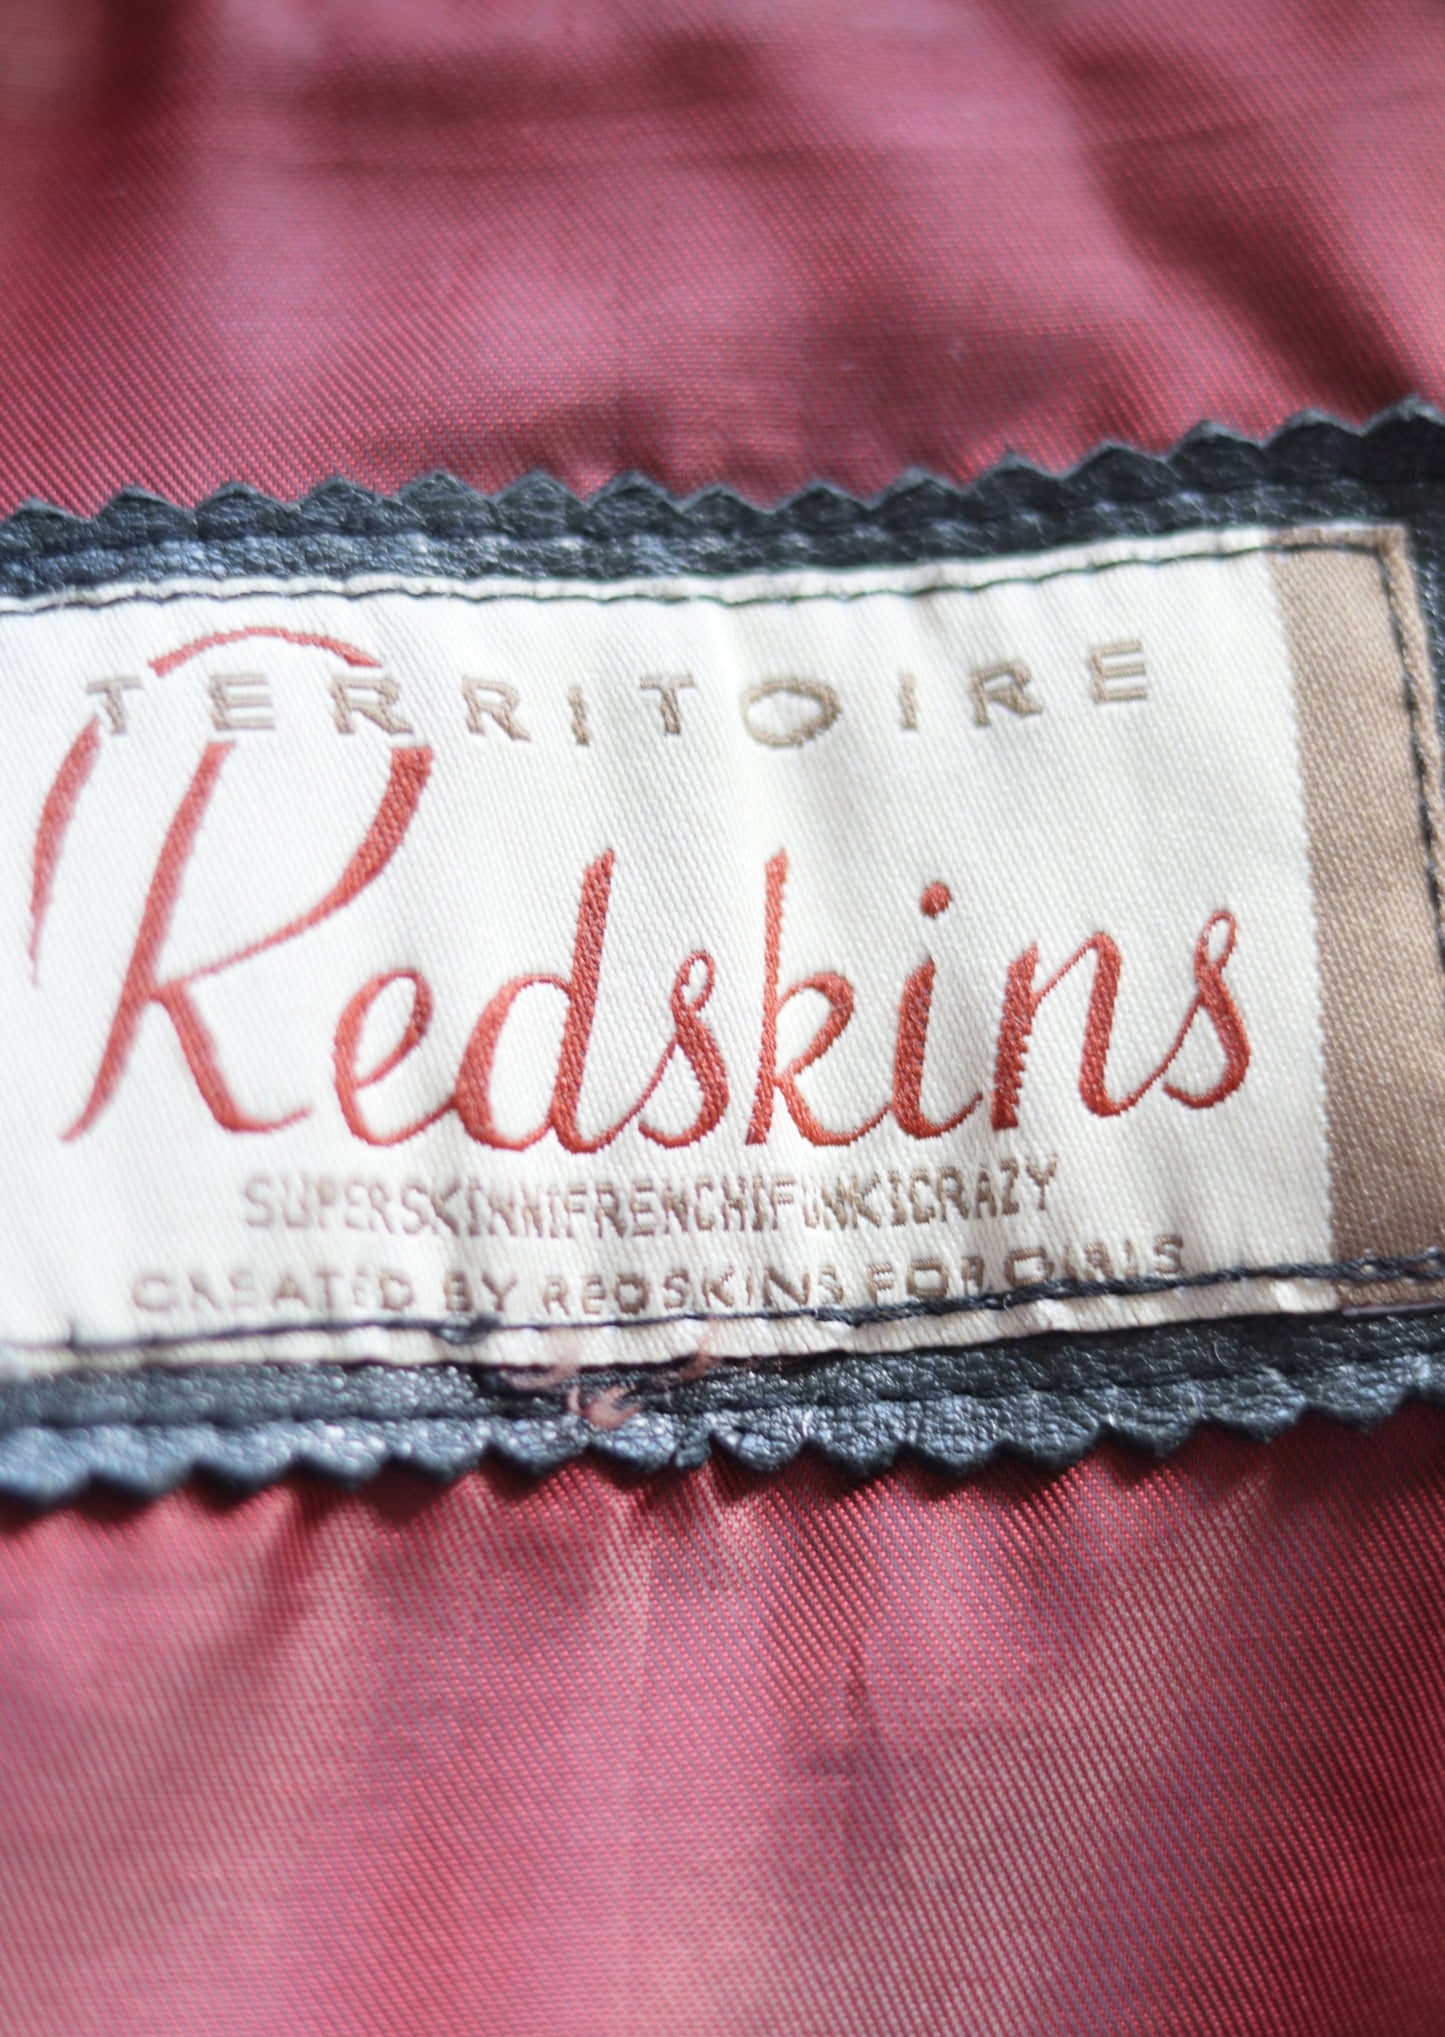 TERRITOIRE
Redskins
SUPERSKINNIFRENCHIFUNKICRAZY
CREATED BY REDSKINS FOR GIRLS